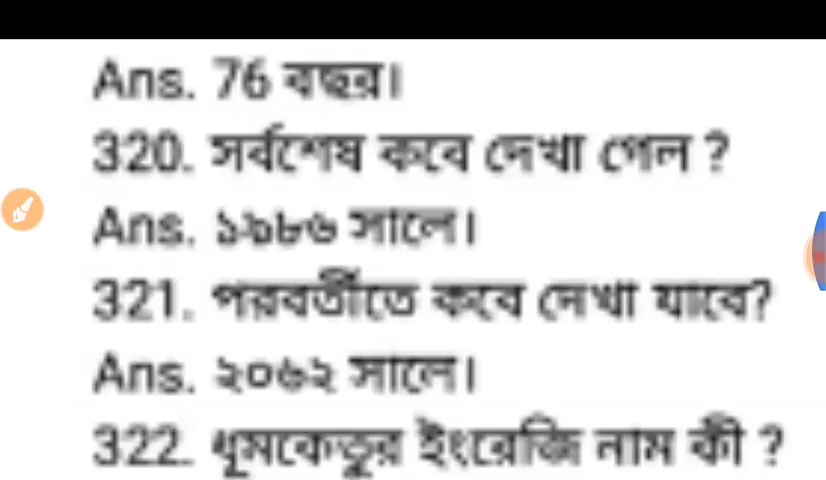 Ans. 76 বছর।
320. সর্বশেষ কবে দেখা গেল ?
Ans. ১৯৮৬ সালে।
321. পরবর্তীতে কবে দেখা যাবে?
Ans. ২০৬২ সালে।
322. ধূমকেতুর ইংরেজি নাম কী ?